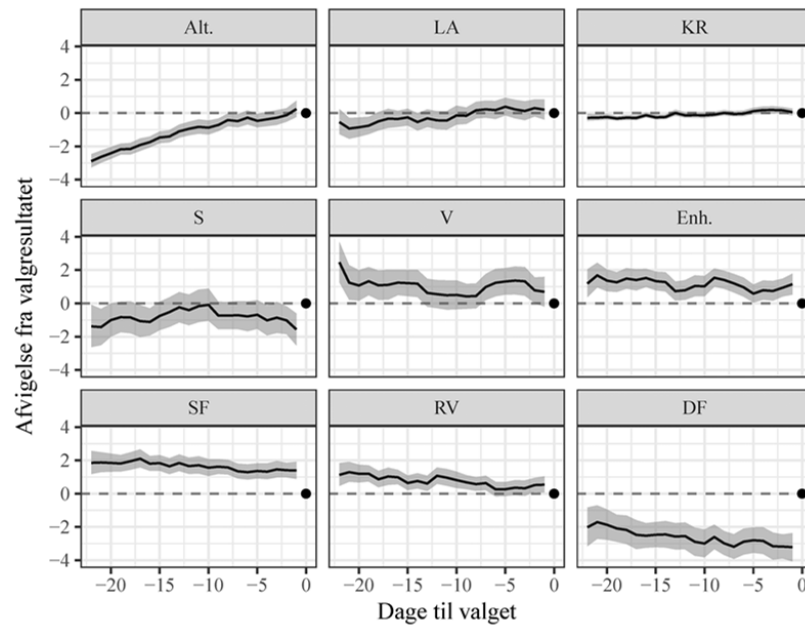 Alt. LA KR
4
2
0
−2
−4
S V Enh.
4
2
0
−2
−4
SF RV DF
4
2
0
−2
−4
−20 −15 −10 −5 0 −20 −15 −10 −5 0 −20 −15 −10 −5 0
Dage til valget
Afvigelse fra valgresultatet